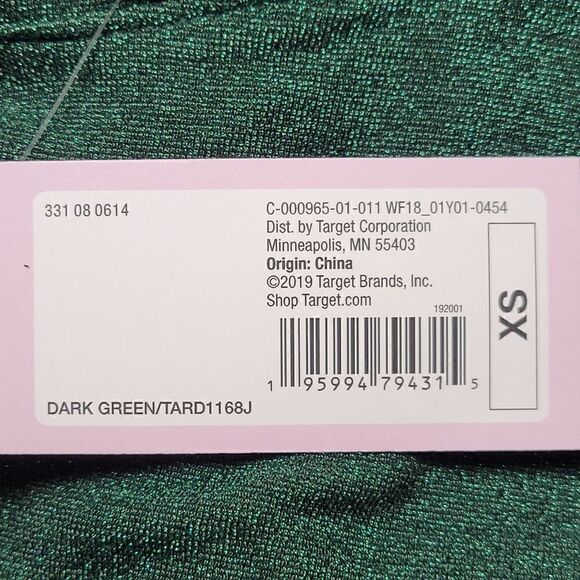 331 08 0614
C-000965-01-011 WF18_01Y01-0454
Dist. by Target Corporation
Minneapolis, MN 55403
Origin: China
©2019 Target Brands, Inc.
Shop Target.com
192001
1 95994 79431 5
XS
DARK GREEN/TARD1168J